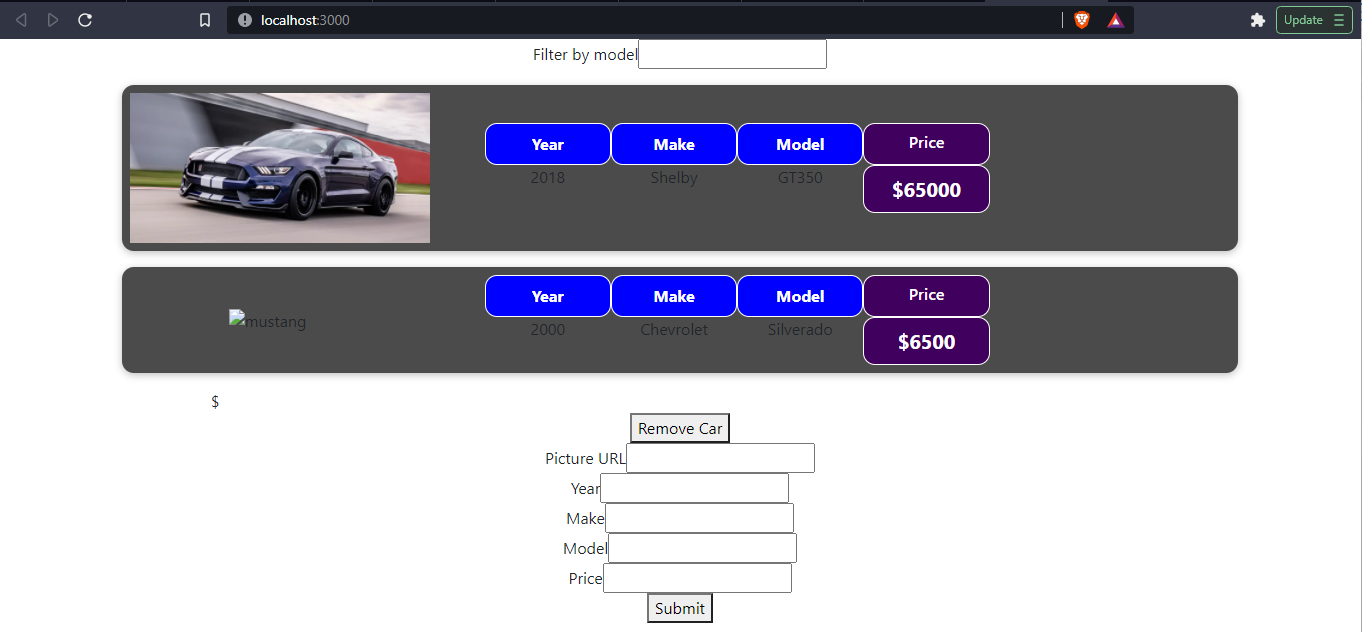 localhost:3000
Update
Filter by model
Year Make Model Price
2018 Shelby GT350
$65000
Year Make Model Price
mustang
2000 Chevrolet Silverado
$6500
$
Remove Car
Picture URL
Year
Make
Model
Price
Submit